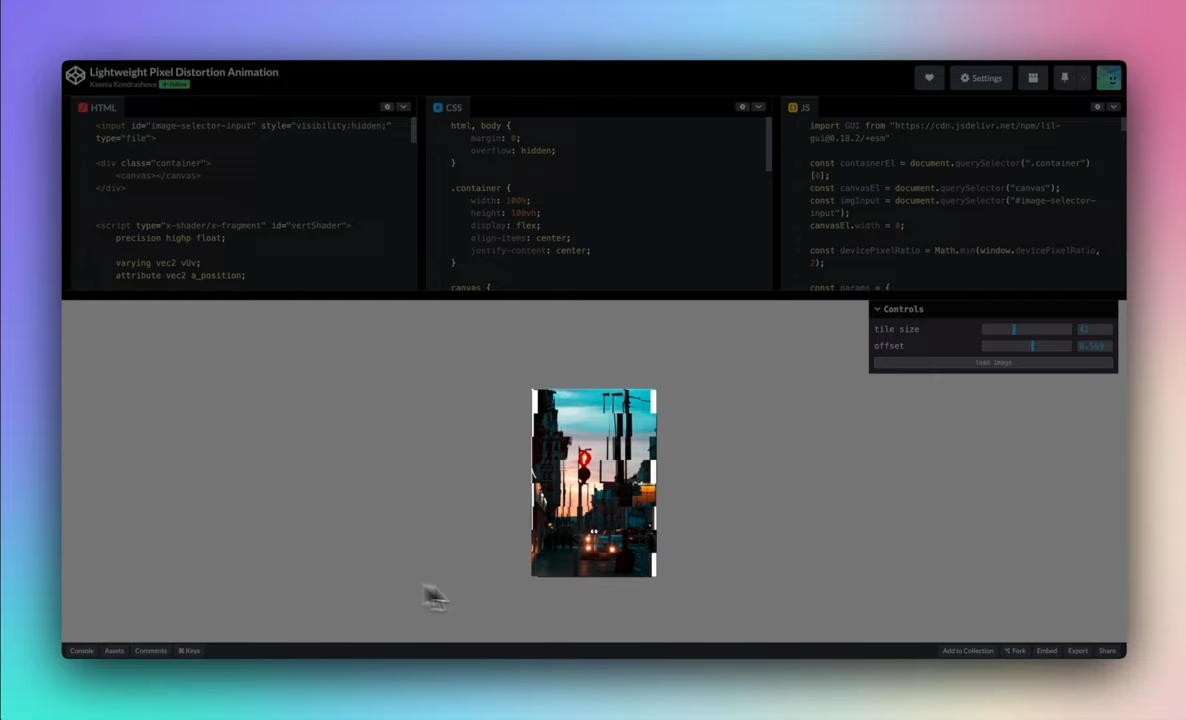 Lightweight Pixel Distortion Animation
Ksenia Kondrashova + Follow
Settings
HTML
<input id="image-selector-input" style="visibility:hidden;"
type="file">
<div class="container">
<canvas></canvas>
</div>
<script type="x-shader/x-fragment" id="vertShader">
precision highp float;
varying vec2 vUv;
attribute vec2 a_position;
CSS
html, body {
margin: 0;
overflow: hidden;
}
.container {
width: 100%;
height: 100vh;
display: flex;
align-items: center;
justify-content: center;
}
canvas {
JS
import GUI from "https://cdn.jsdelivr.net/npm/lil-
gui@0.18.2/+esm"
const containerEl = document.querySelector(".container")
[0];
const canvasEl = document.querySelector("canvas");
const imgInput = document.querySelector("#image-selector-
input");
canvasEl.width = 0;
const devicePixelRatio = Math.min(window.devicePixelRatio,
2);
const params = {
Controls
tile size 42
offset 0.569
load image
Console Assets Comments ⌘ Keys
Add to Collection Fork Embed Export Share